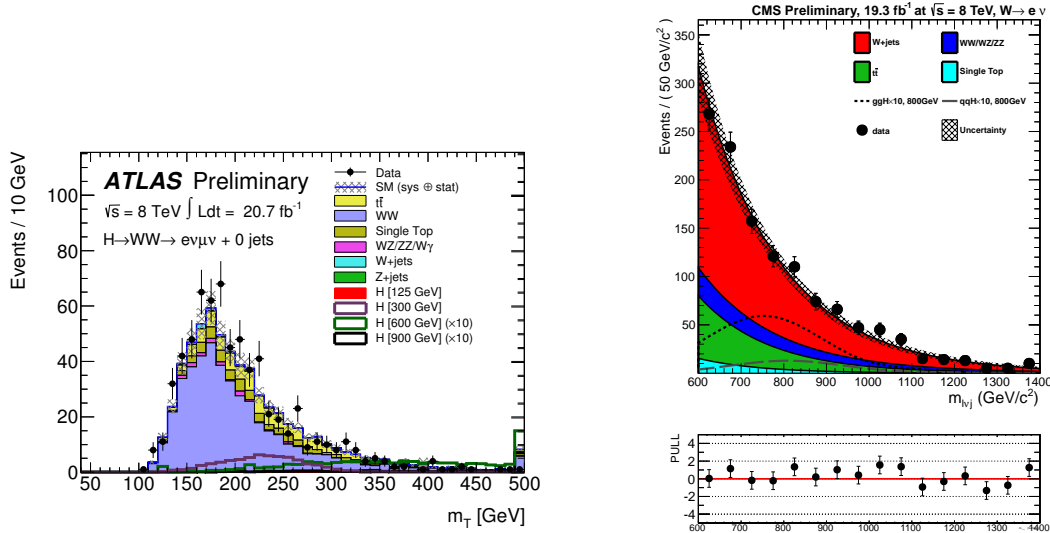 ATLAS Preliminary
√s = 8 TeV ∫ Ldt = 20.7 fb⁻¹
H→WW→ eνμν + 0 jets
Data
SM (sys ⊕ stat)
tt̄
WW
Single Top
WZ/ZZ/Wγ
W+jets
Z+jets
H [125 GeV]
H [300 GeV]
H [600 GeV] (×10)
H [900 GeV] (×10)
Events / 10 GeV
100
80
60
40
20
0
50 100 150 200 250 300 350 400 450 500
m_T [GeV]
CMS Preliminary, 19.3 fb⁻¹ at √s = 8 TeV, W→ e ν
Events / ( 50 GeV/c² )
350
300
250
200
150
100
50
W+jets
WW/WZ/ZZ
tt̄
Single Top
ggH×10, 800GeV
qqH×10, 800GeV
data
Uncertainty
600 700 800 900 1000 1100 1200 1300 1400
m_lvj (GeV/c²)
PULL
4
2
0
-2
-4
600 700 800 900 1000 1100 1200 1300